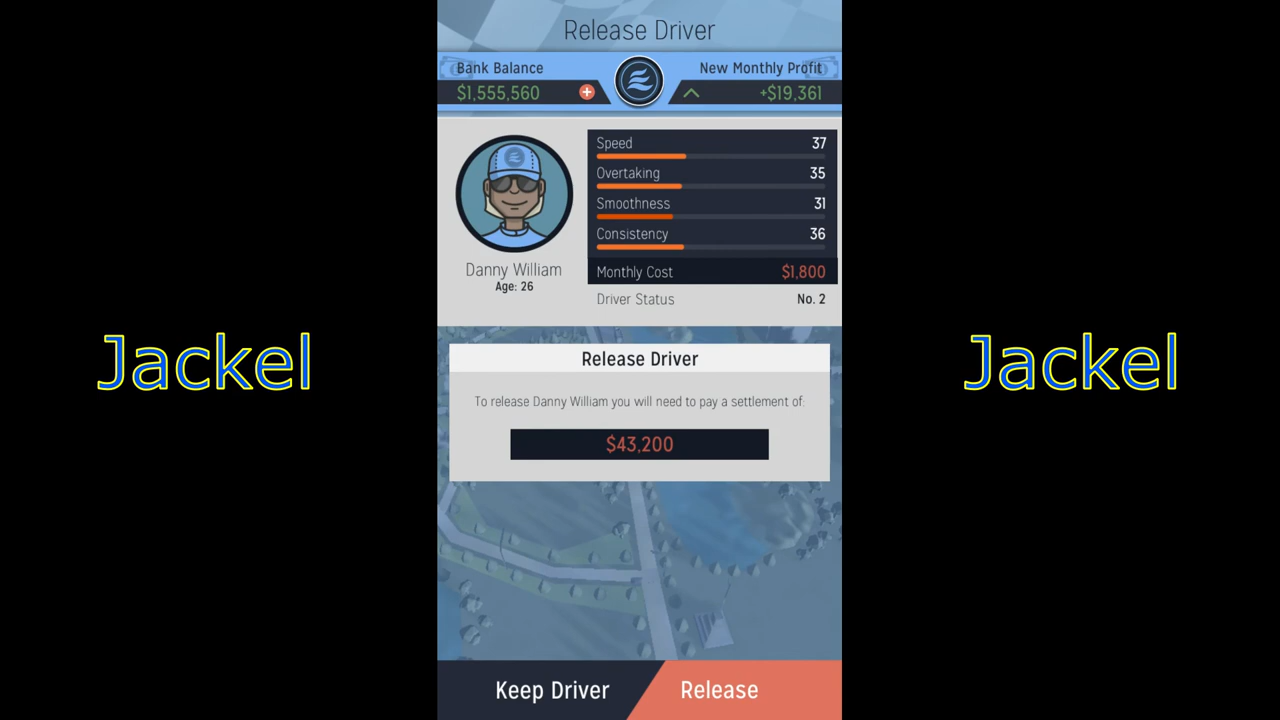 Release Driver
Bank Balance
New Monthly Profit
$1,555,560
+$19,361
Speed 37
Overtaking 35
Smoothness 31
Consistency 36
Monthly Cost $1,800
Driver Status No. 2
Danny William
Age: 26
Jackel
Jackel
Release Driver
To release Danny William you will need to pay a settlement of:
$43,200
Keep Driver
Release